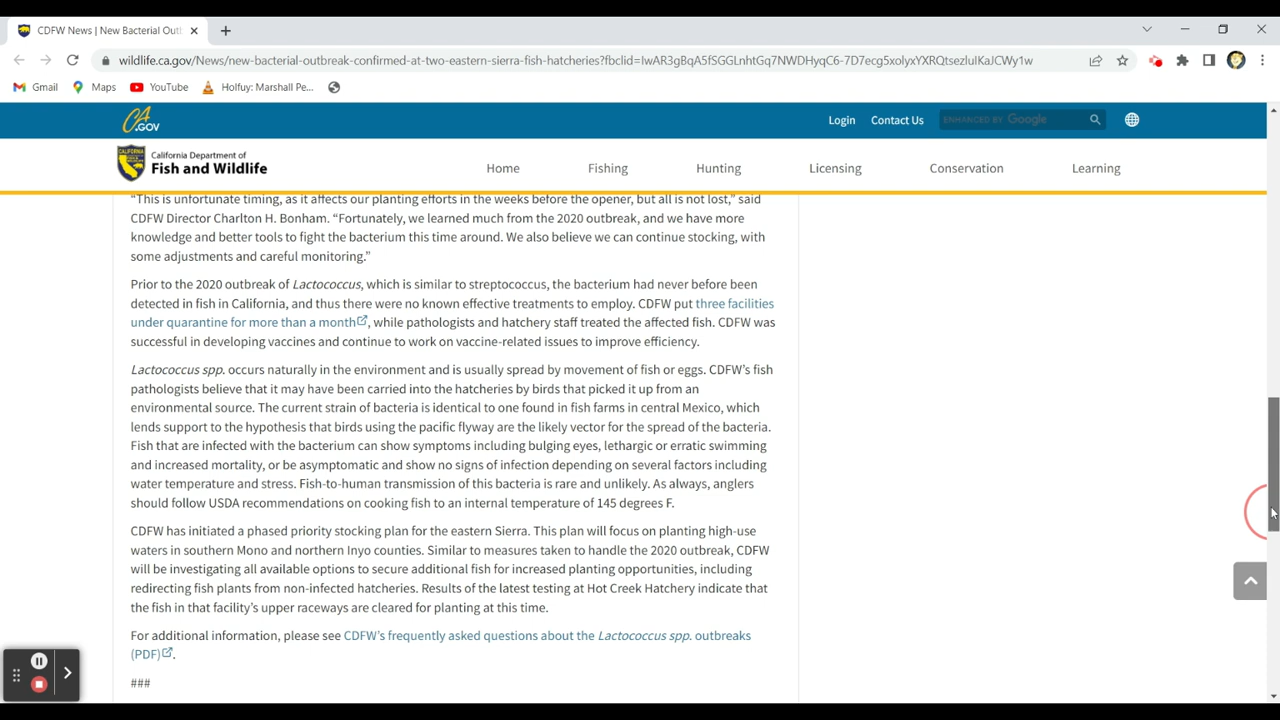 CDFW News | New Bacterial Outl
wildlife.ca.gov/News/new-bacterial-outbreak-confirmed-at-two-eastern-sierra-fish-hatcheries?fbclid=IwAR3gBqA5fSGGLnhtGq7NWDHyqC6-7D7ecg5xolyxYXRQtsezluIKaJCWy1w
Gmail Maps YouTube Holfuy: Marshall Pe...
CA.GOV Login Contact Us ENHANCED BY Google
California Department of
Fish and Wildlife
Home Fishing Hunting Licensing Conservation Learning
“This is unfortunate timing, as it affects our planting efforts in the weeks before the opener, but all is not lost,” said
CDFW Director Charlton H. Bonham. “Fortunately, we learned much from the 2020 outbreak, and we have more
knowledge and better tools to fight the bacterium this time around. We also believe we can continue stocking, with
some adjustments and careful monitoring.”
Prior to the 2020 outbreak of Lactococcus, which is similar to streptococcus, the bacterium had never before been
detected in fish in California, and thus there were no known effective treatments to employ. CDFW put three facilities
under quarantine for more than a month, while pathologists and hatchery staff treated the affected fish. CDFW was
successful in developing vaccines and continue to work on vaccine-related issues to improve efficiency.
Lactococcus spp. occurs naturally in the environment and is usually spread by movement of fish or eggs. CDFW’s fish
pathologists believe that it may have been carried into the hatcheries by birds that picked it up from an
environmental source. The current strain of bacteria is identical to one found in fish farms in central Mexico, which
lends support to the hypothesis that birds using the pacific flyway are the likely vector for the spread of the bacteria.
Fish that are infected with the bacterium can show symptoms including bulging eyes, lethargic or erratic swimming
and increased mortality, or be asymptomatic and show no signs of infection depending on several factors including
water temperature and stress. Fish-to-human transmission of this bacteria is rare and unlikely. As always, anglers
should follow USDA recommendations on cooking fish to an internal temperature of 145 degrees F.
CDFW has initiated a phased priority stocking plan for the eastern Sierra. This plan will focus on planting high-use
waters in southern Mono and northern Inyo counties. Similar to measures taken to handle the 2020 outbreak, CDFW
will be investigating all available options to secure additional fish for increased planting opportunities, including
redirecting fish plants from non-infected hatcheries. Results of the latest testing at Hot Creek Hatchery indicate that
the fish in that facility’s upper raceways are cleared for planting at this time.
For additional information, please see CDFW’s frequently asked questions about the Lactococcus spp. outbreaks
(PDF).
###